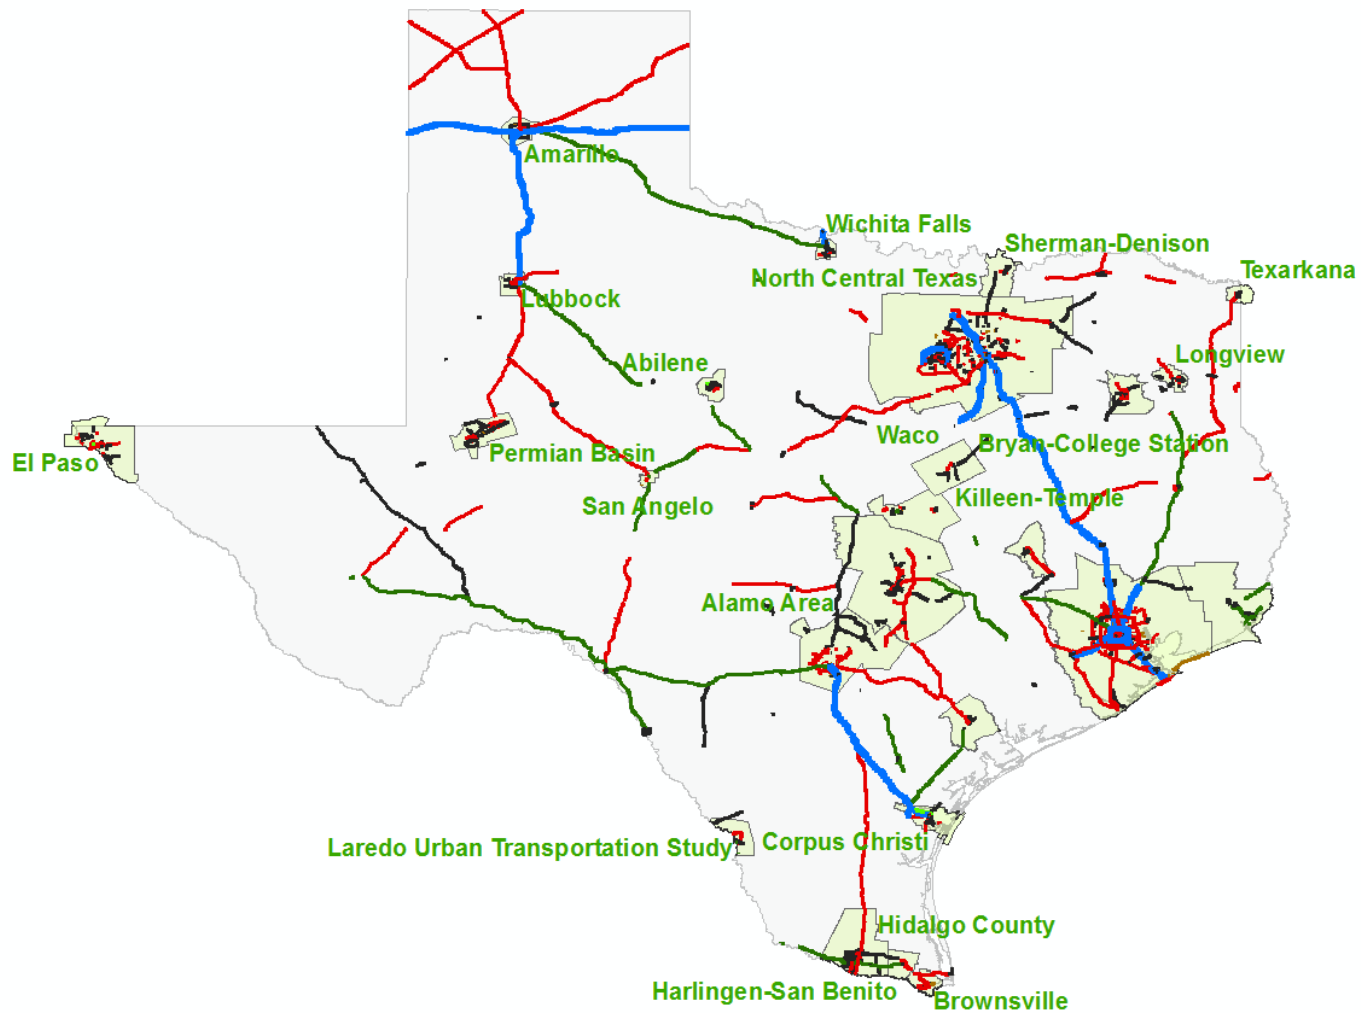 Amarillo
Wichita Falls
Sherman-Denison
Texarkana
North Central Texas
Lubbock
Abilene
Longview
Waco
Bryan-College Station
El Paso
Permian Basin
San Angelo
Killeen-Temple
Alamo Area
Laredo Urban Transportation Study
Corpus Christi
Hidalgo County
Harlingen-San Benito
Brownsville